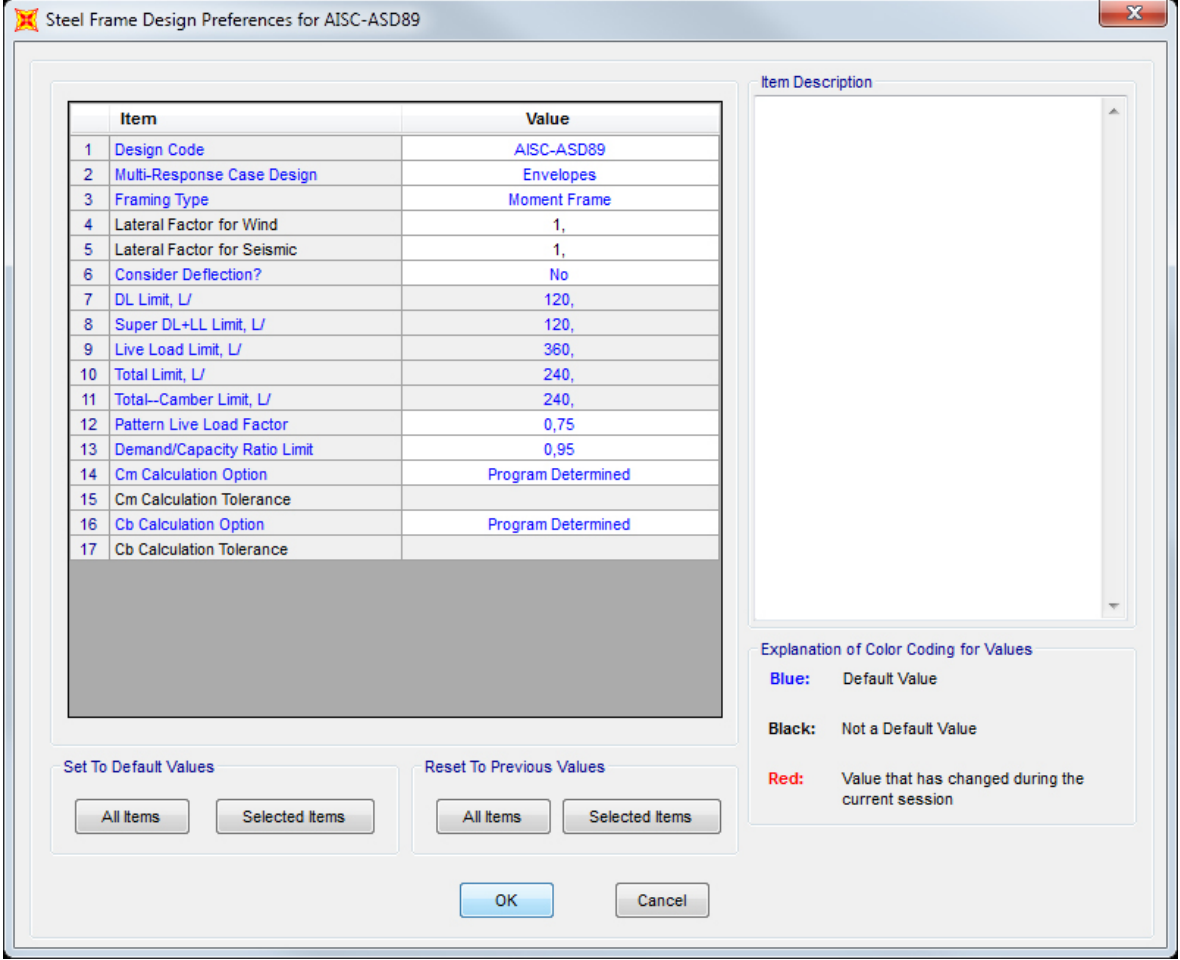 Steel Frame Design Preferences for AISC-ASD89
x
Item Value
1 Design Code AISC-ASD89
2 Multi-Response Case Design Envelopes
3 Framing Type Moment Frame
4 Lateral Factor for Wind 1,
5 Lateral Factor for Seismic 1,
6 Consider Deflection? No
7 DL Limit, L/ 120,
8 Super DL+LL Limit, L/ 120,
9 Live Load Limit, L/ 360,
10 Total Limit, L/ 240,
11 Total--Camber Limit, L/ 240,
12 Pattern Live Load Factor 0,75
13 Demand/Capacity Ratio Limit 0,95
14 Cm Calculation Option Program Determined
15 Cm Calculation Tolerance
16 Cb Calculation Option Program Determined
17 Cb Calculation Tolerance
Item Description
Explanation of Color Coding for Values
Blue: Default Value
Black: Not a Default Value
Red: Value that has changed during the
current session
Set To Default Values
All Items Selected Items
Reset To Previous Values
All Items Selected Items
OK Cancel